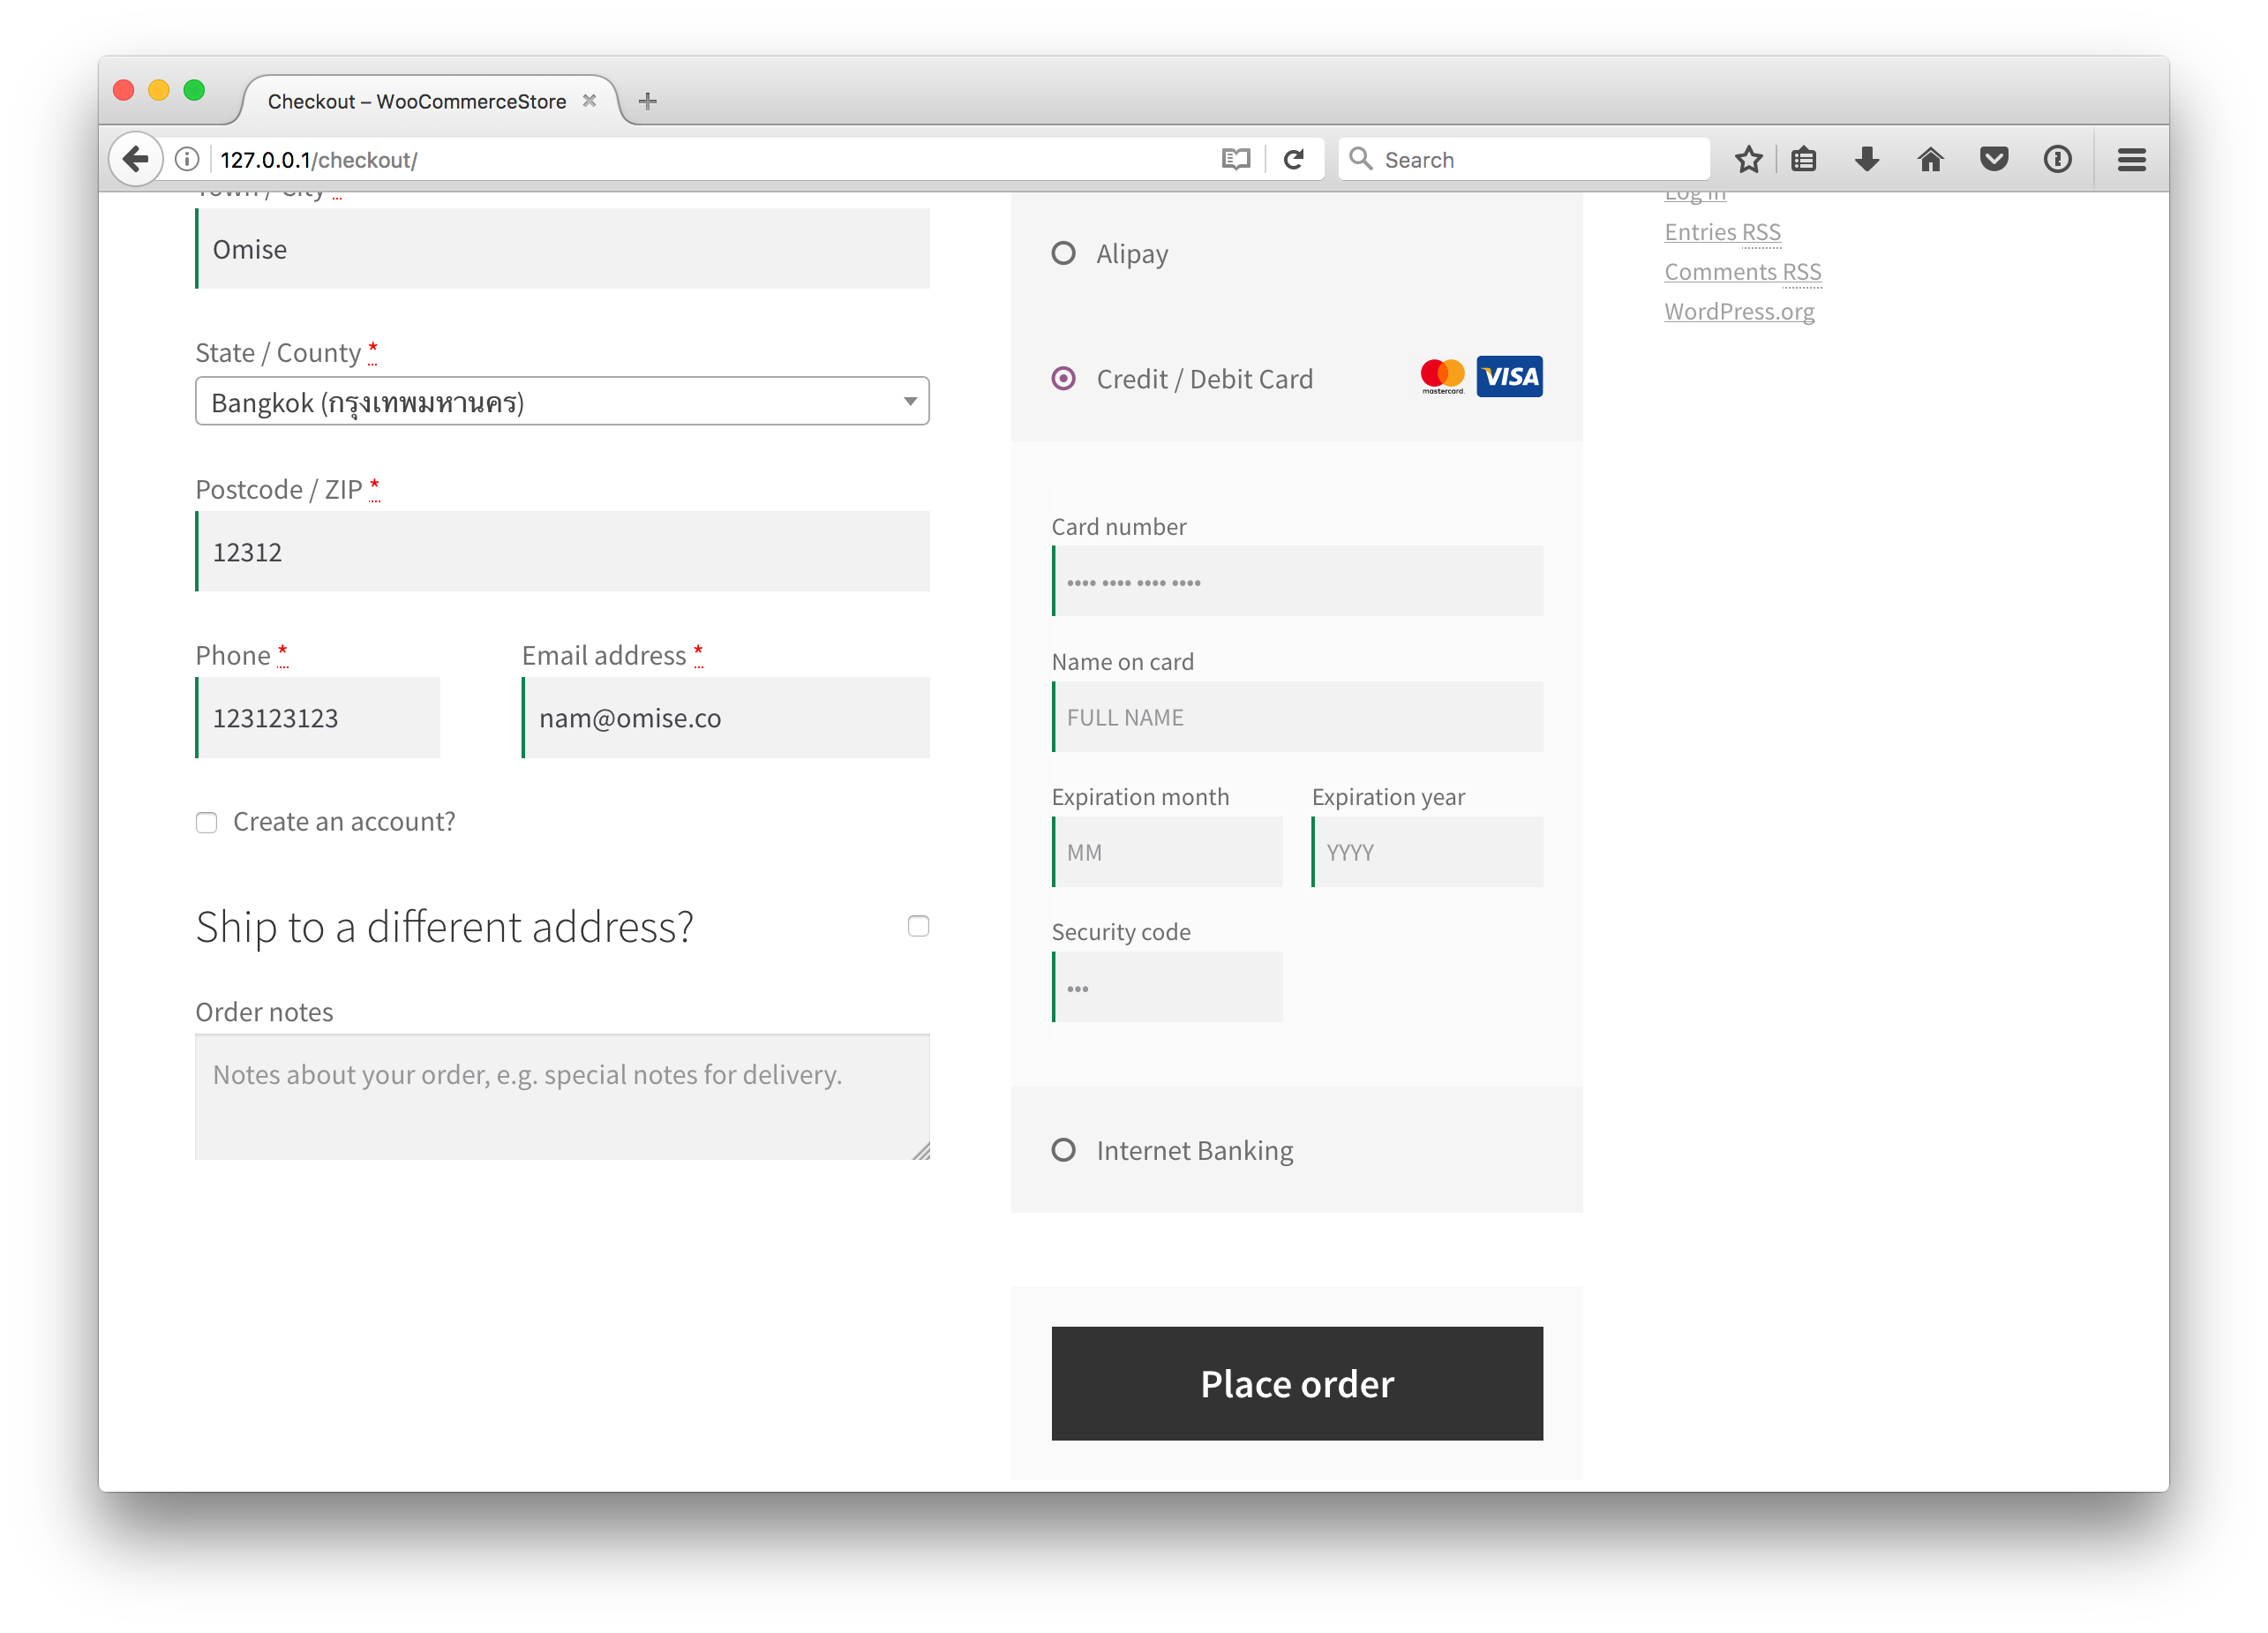 Checkout – WooCommerceStore
127.0.0.1/checkout/
Search
Town / City *
Omise
State / County *
Bangkok (กรุงเทพมหานคร)
Postcode / ZIP *
12312
Phone *
Email address *
123123123
nam@omise.co
Create an account?
Ship to a different address?
Order notes
Notes about your order, e.g. special notes for delivery.
Alipay
Credit / Debit Card
mastercard.
VISA
Card number
•••• •••• •••• ••••
Name on card
FULL NAME
Expiration month
Expiration year
MM
YYYY
Security code
•••
Internet Banking
Place order
Log in
Entries RSS
Comments RSS
WordPress.org